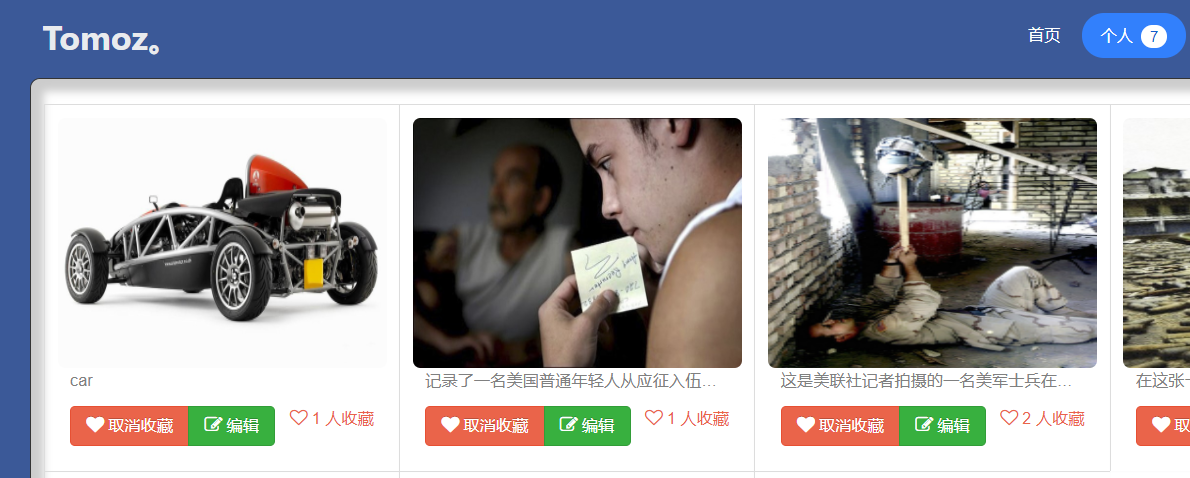 Tomoz。
首页
个人 7
car
取消收藏 编辑 1 人收藏
记录了一名美国普通年轻人从应征入伍...
取消收藏 编辑 1 人收藏
这是美联社记者拍摄的一名美军士兵在...
取消收藏 编辑 2 人收藏
在这张
取消